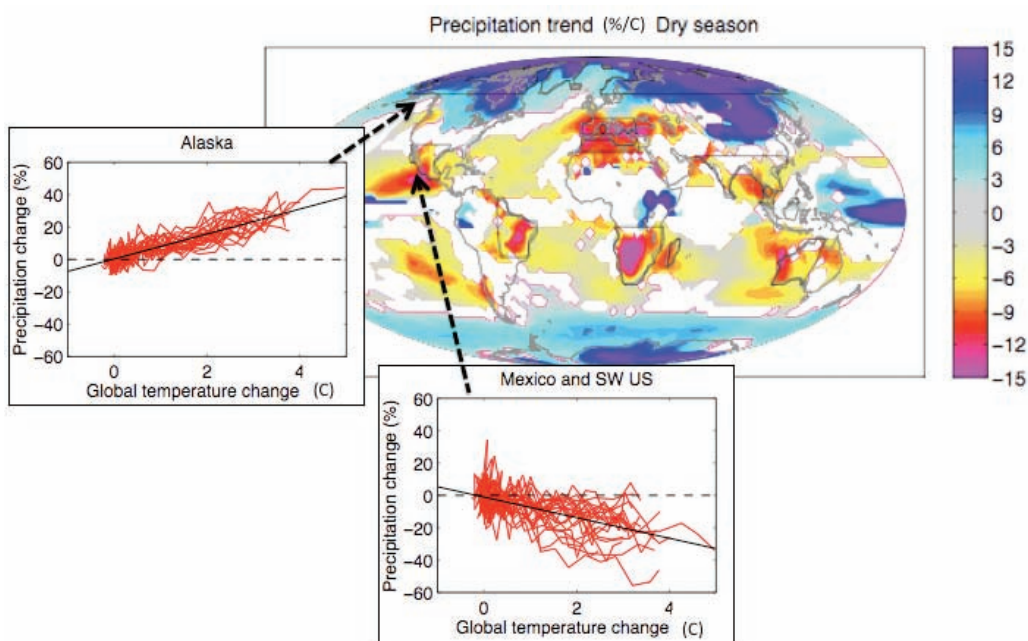 Precipitation trend (%/C) Dry season
15
12
9
6
3
0
−3
−6
−9
−12
−15
Alaska
Precipitation change (%)
60
40
20
0
−20
−40
−60
0 2 4
Global temperature change (C)
Mexico and SW US
Precipitation change (%)
60
40
20
0
−20
−40
−60
0 2 4
Global temperature change (C)